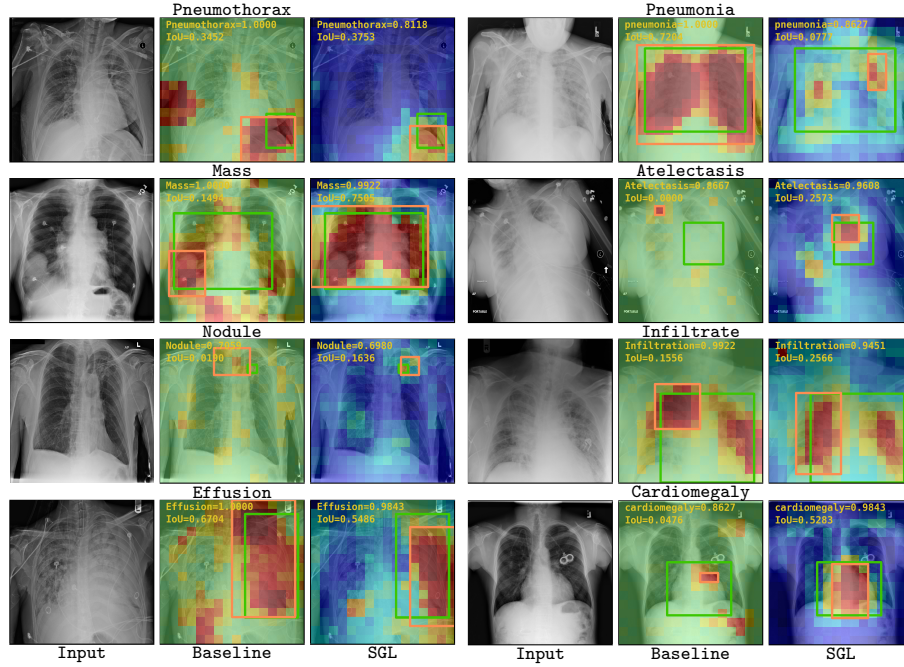 Pneumothorax
Pneumonia
Pneumothorax=1.0000
IoU=0.3452
Pneumothorax=0.8118
IoU=0.3753
pneumonia=0.8627
IoU=0.0777
Mass
Atelectasis
IoU=0.1494
Mass=0.9922
IoU=0.7505
Atelectasis=0.8667
IoU=0.0000
Atelectasis=0.9608
IoU=0.2573
PORTABLE
Nodule
Infiltrate
IoU=0.0190
Nodule=0.6980
IoU=0.1636
Infiltration=0.9922
IoU=0.1556
Infiltration=0.9451
IoU=0.2566
Effusion
Cardiomegaly
Effusion=1.0000
IoU=0.6704
Effusion=0.9843
IoU=0.5486
cardiomegaly=0.8627
IoU=0.0476
cardiomegaly=0.9843
IoU=0.5283
Input
Baseline
SGL
Input
Baseline
SGL